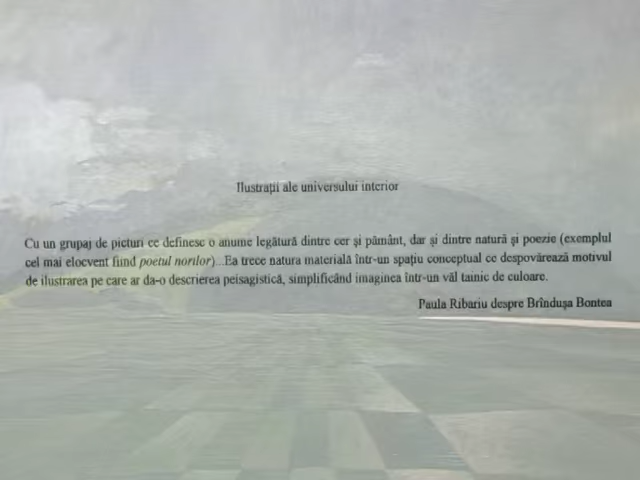 Ilustrații ale universului interior
Cu un grupaj de picturi ce definesc o anume legătură dintre cer și pământ, dar și dintre natură și poezie (exemplul
cel mai elocvent fiind poetul norilor)...Ea trece natura materială într-un spațiu conceptual ce despovărează motivul
de ilustrarea pe care ar da-o descrierea peisagistică, simplificând imaginea într-un văl tainic de culoare.
Paula Ribariu despre Brîndușa Bontea